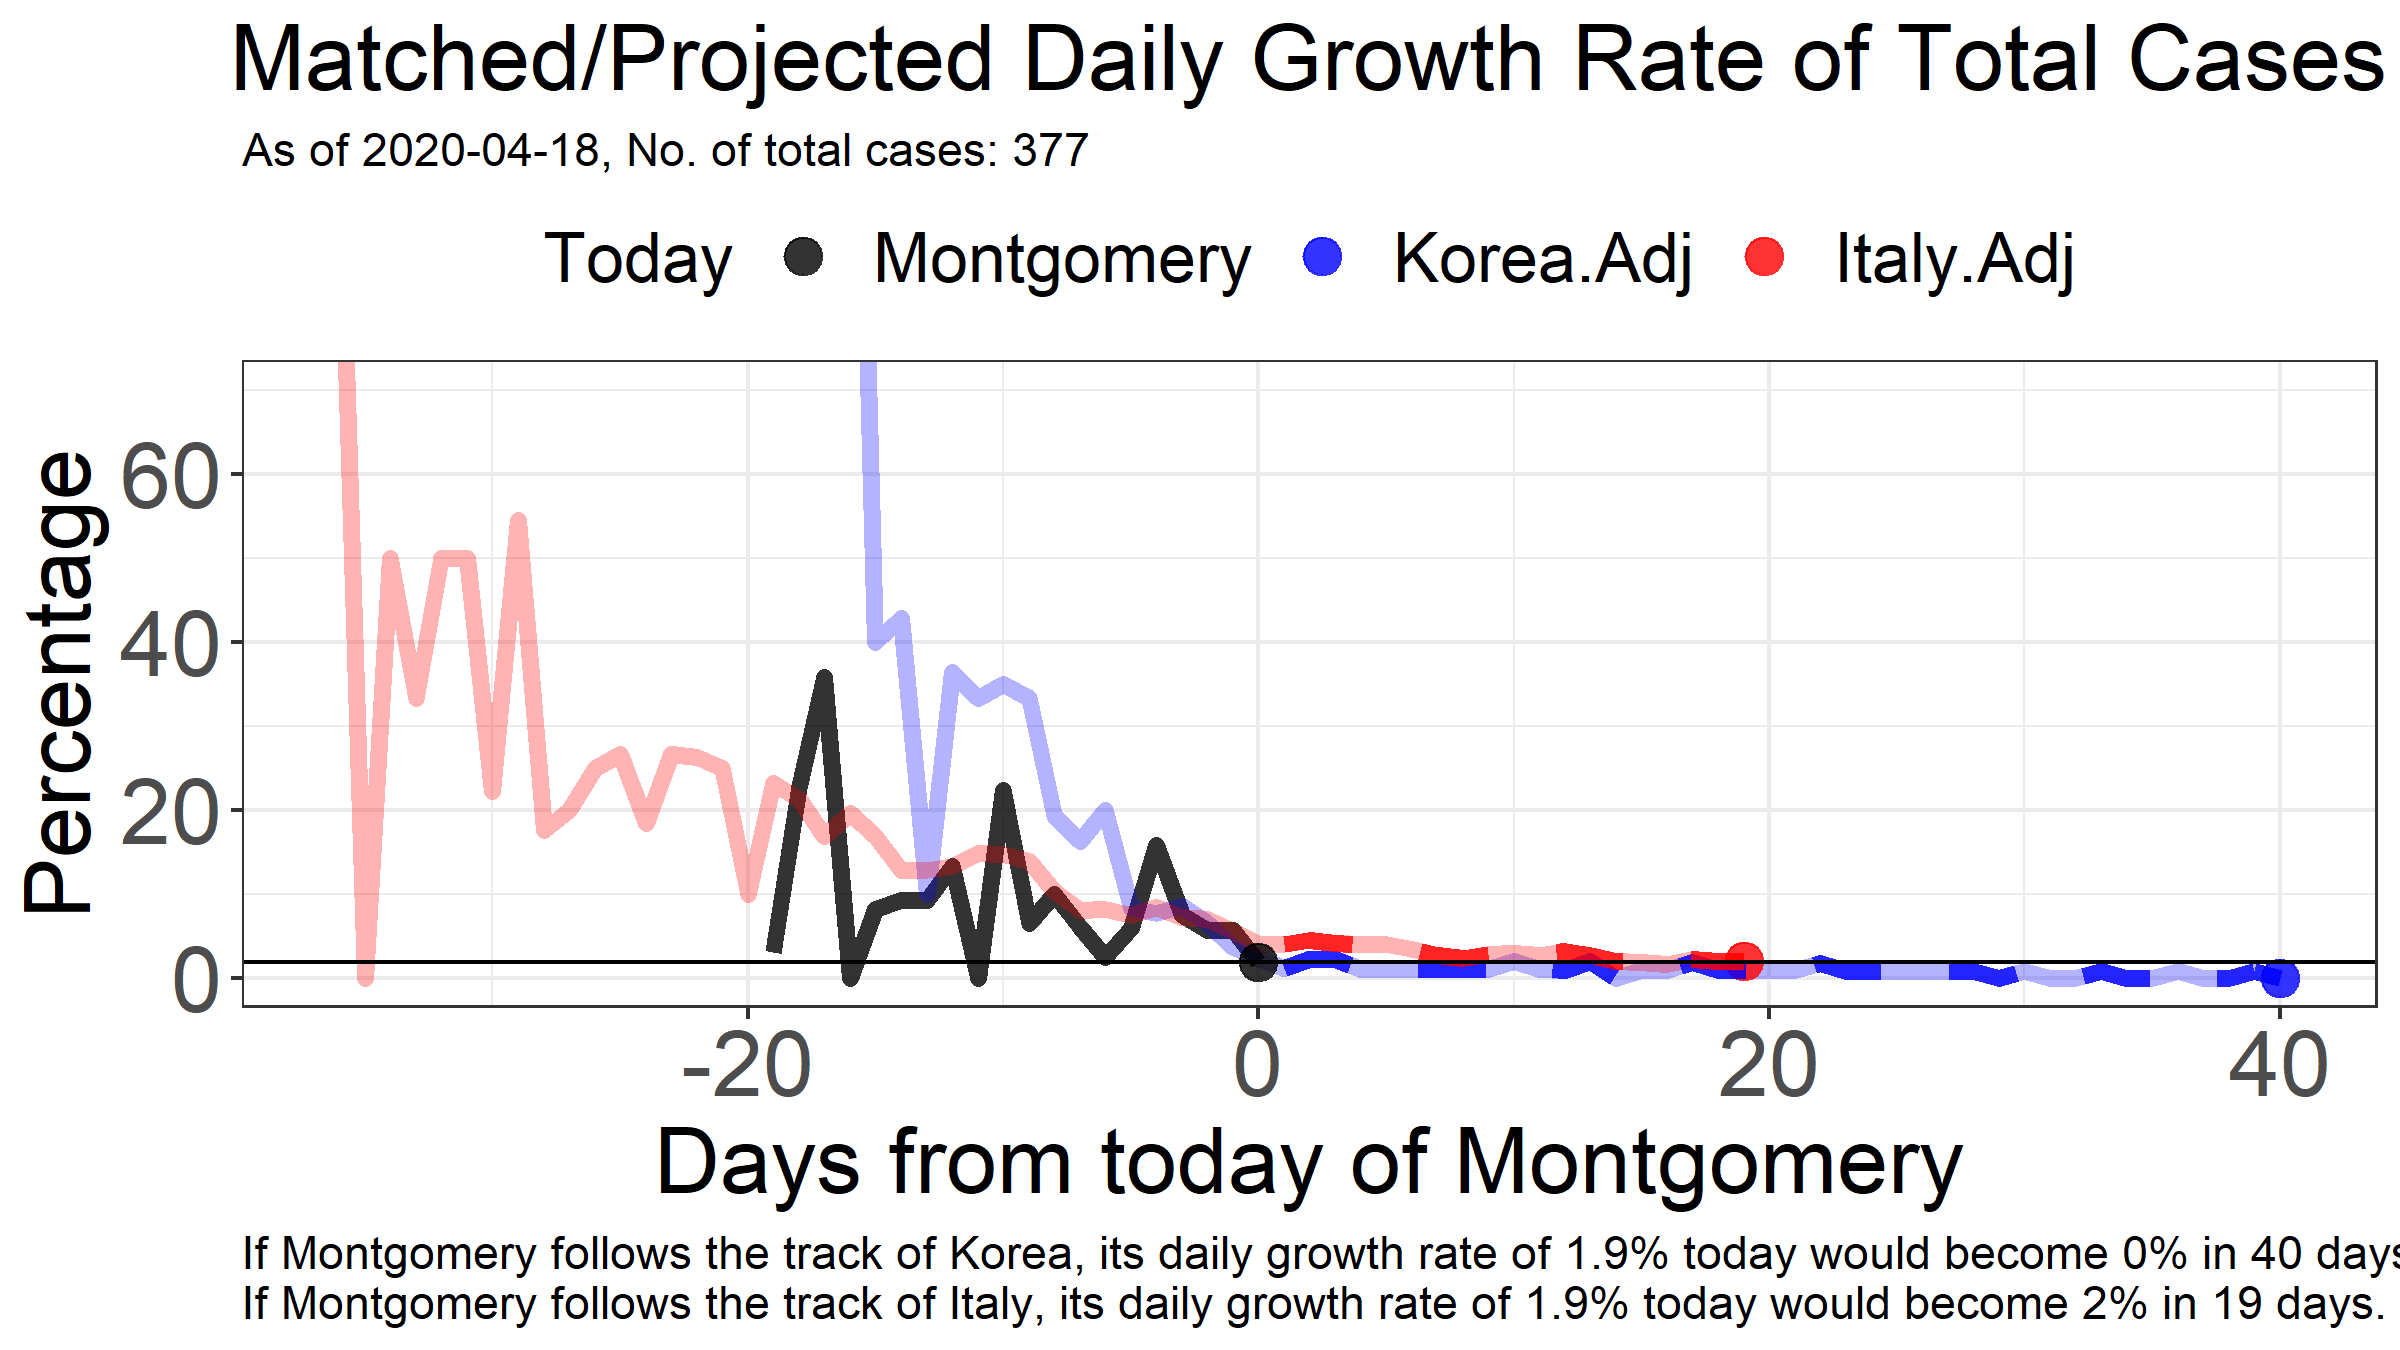 Matched/Projected Daily Growth Rate of Total Cases
As of 2020-04-18, No. of total cases: 377
Today Montgomery Korea.Adj Italy.Adj
Percentage
60
40
20
0
-20 0 20 40
Days from today of Montgomery
If Montgomery follows the track of Korea, its daily growth rate of 1.9% today would become 0% in 40 days
If Montgomery follows the track of Italy, its daily growth rate of 1.9% today would become 2% in 19 days.